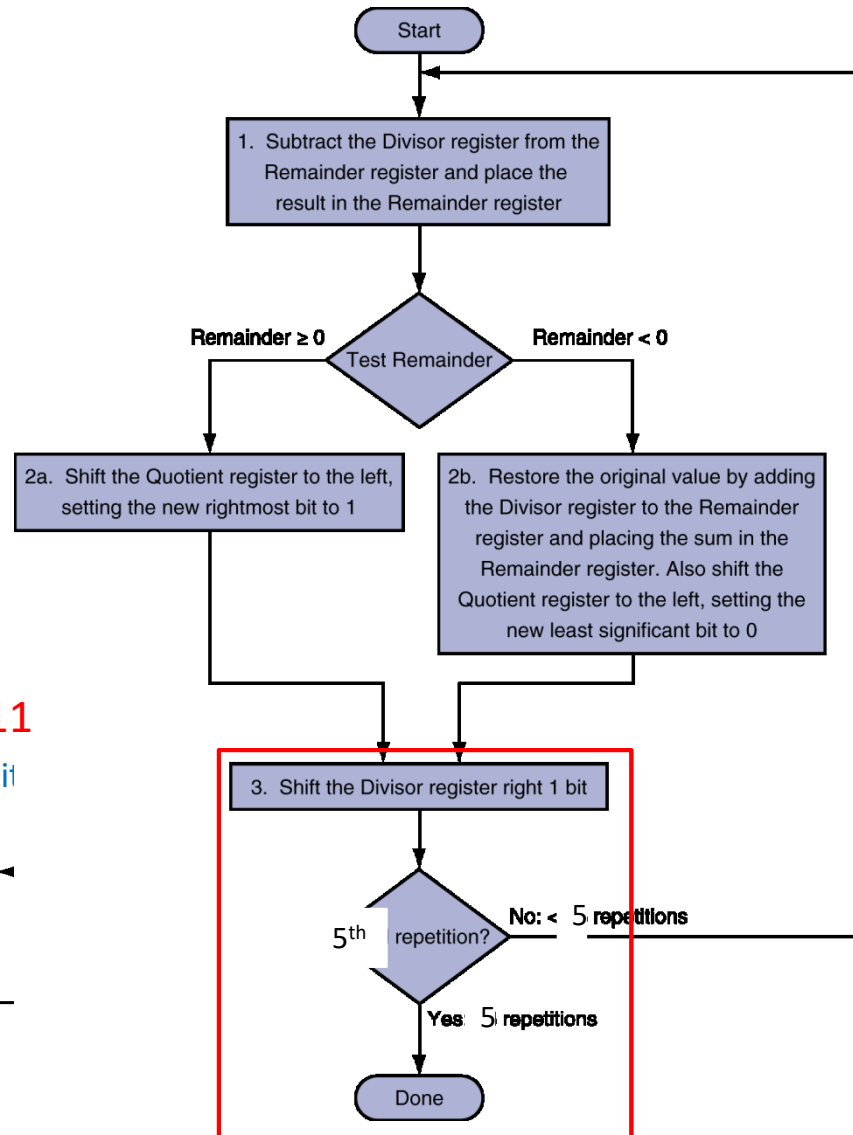 Start
1. Subtract the Divisor register from the
Remainder register and place the
result in the Remainder register
Remainder ≥ 0
Test Remainder
Remainder < 0
2a. Shift the Quotient register to the left,
setting the new rightmost bit to 1
2b. Restore the original value by adding
the Divisor register to the Remainder
register and placing the sum in the
Remainder register. Also shift the
Quotient register to the left, setting the
new least significant bit to 0
3. Shift the Divisor register right 1 bit
5th repetition?
No: < 5 repetitions
Yes: 5 repetitions
Done